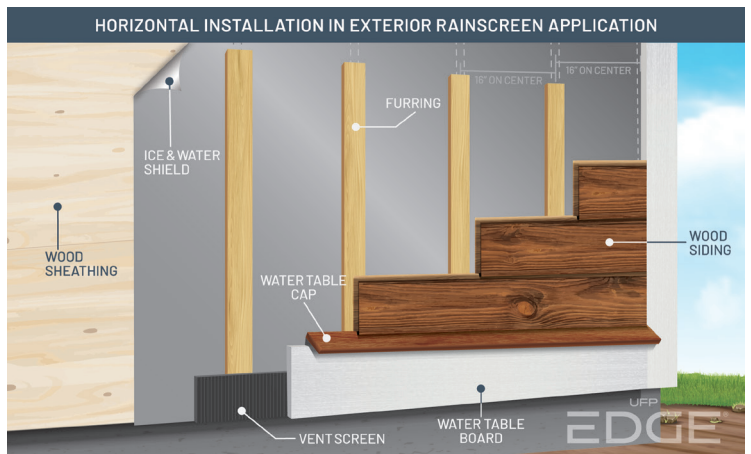 HORIZONTAL INSTALLATION IN EXTERIOR RAINSCREEN APPLICATION
16" ON CENTER
16" ON CENTER
FURRING
ICE & WATER
SHIELD
WOOD
SHEATHING
WOOD
SIDING
WATER TABLE
CAP
VENT SCREEN
WATER TABLE
BOARD
UFP
EDGE